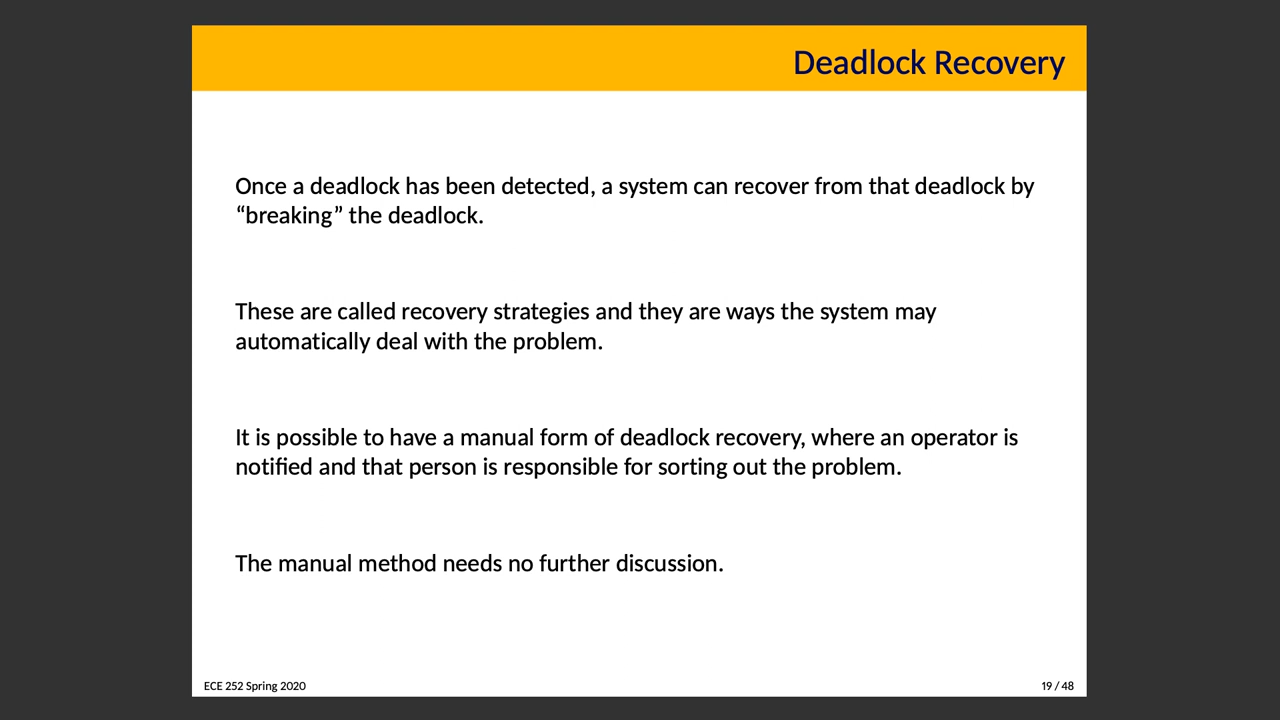 Deadlock Recovery
Once a deadlock has been detected, a system can recover from that deadlock by
“breaking” the deadlock.
These are called recovery strategies and they are ways the system may
automatically deal with the problem.
It is possible to have a manual form of deadlock recovery, where an operator is
notified and that person is responsible for sorting out the problem.
The manual method needs no further discussion.
ECE 252 Spring 2020
19 / 48